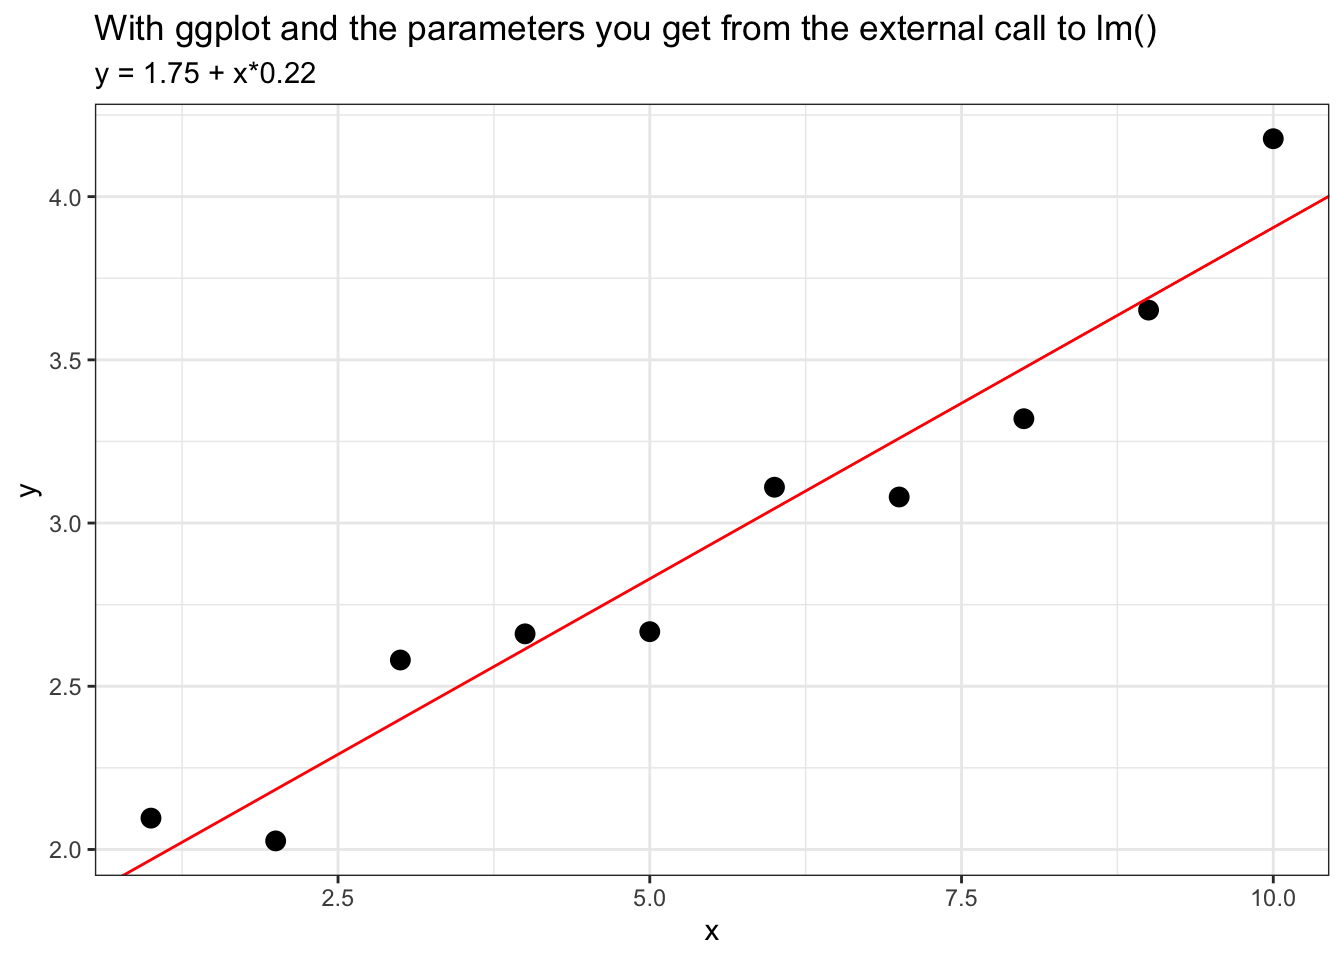 With ggplot and the parameters you get from the external call to lm()
y = 1.75 + x*0.22
4.0
3.5
y
3.0
2.5
2.0
2.5 5.0 7.5 10.0
x